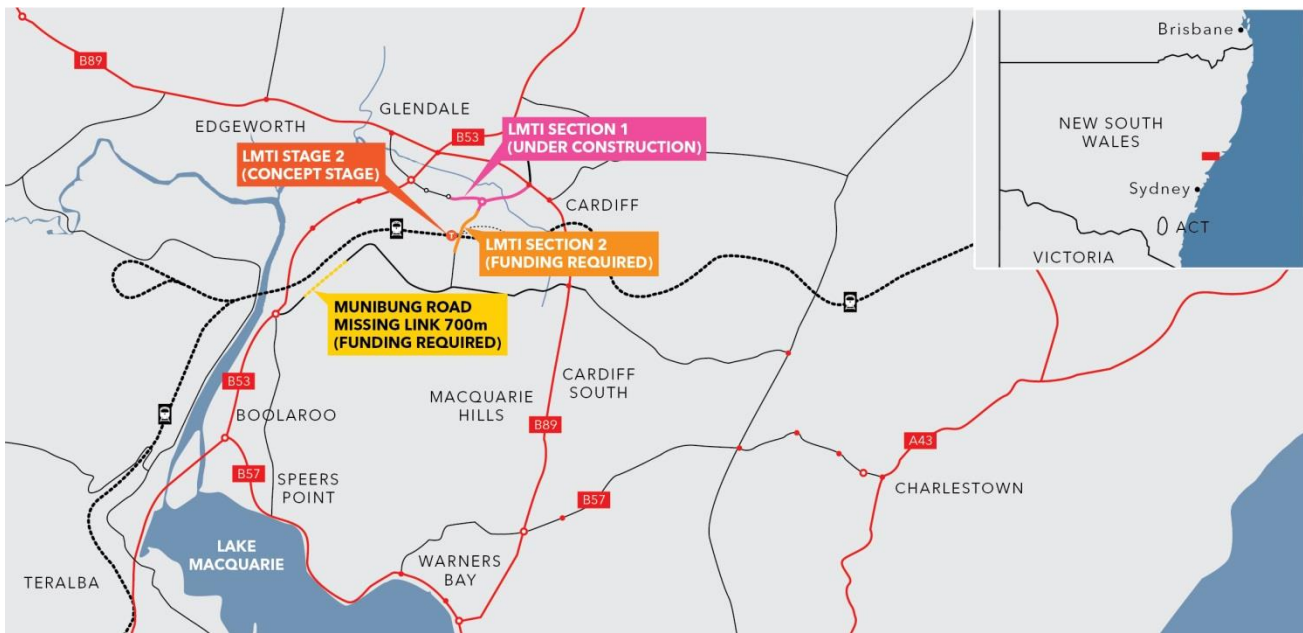 B89
GLENDALE
EDGEWORTH
B53
LMTI SECTION 1
(UNDER CONSTRUCTION)
LMTI STAGE 2
(CONCEPT STAGE)
CARDIFF
T
LMTI SECTION 2
(FUNDING REQUIRED)
MUNIBUNG ROAD
MISSING LINK 700m
(FUNDING REQUIRED)
B53
BOOLAROO
MACQUARIE
HILLS
CARDIFF
SOUTH
B89
A43
B57
SPEERS
POINT
B57
CHARLESTOWN
LAKE
MACQUARIE
WARNERS
BAY
TERALBA
Brisbane
NEW SOUTH
WALES
Sydney
ACT
VICTORIA